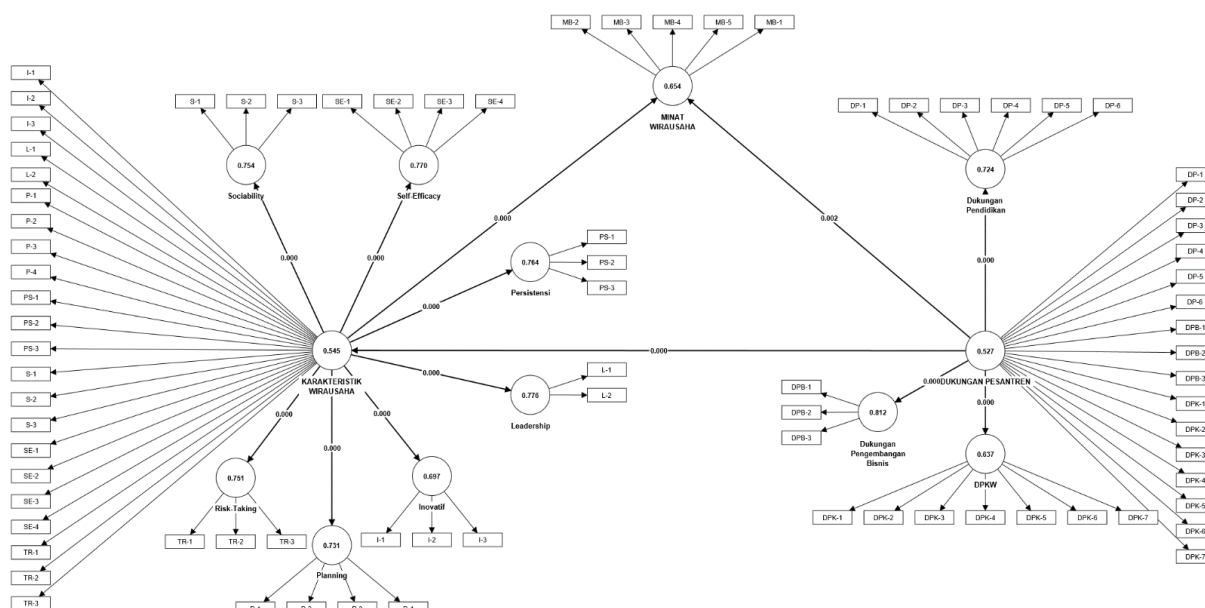 MB-2
MB-3
MB-4
MB-5
MB-1
0.654
MINAT
WIRAUSAHA
I-1
I-2
I-3
L-1
L-2
P-1
P-2
P-3
P-4
PS-1
PS-2
PS-3
S-1
S-2
S-3
SE-1
SE-2
SE-3
SE-4
TR-1
TR-2
TR-3
S-1
S-2
S-3
0.754
Sociability
SE-1
SE-2
SE-3
SE-4
0.770
Self-Efficacy
0.000
0.000
0.000
0.002
PS-1
PS-2
PS-3
0.764
Persistensi
0.000
0.545
KARAKTERISTIK
WIRAUSAHA
0.000
0.000
L-1
L-2
0.776
Leadership
0.000
0.000
0.000
0.751
Risk-Taking
TR-1
TR-2
TR-3
0.731
Planning
0.697
Inovatif
I-1
I-2
I-3
DP-1
DP-2
DP-3
DP-4
DP-5
DP-6
0.724
Dukungan
Pendidikan
0.000
0.527
DUKUNGAN PESANTREN
0.000
0.000
DPB-1
DPB-2
DPB-3
0.812
Dukungan
Pengembangan
Bisnis
0.637
DPKW
DPK-1
DPK-2
DPK-3
DPK-4
DPK-5
DPK-6
DPK-7
DP-1
DP-2
DP-3
DP-4
DP-5
DP-6
DPB-1
DPB-2
DPB-3
DPK-1
DPK-2
DPK-3
DPK-4
DPK-5
DPK-6
DPK-7